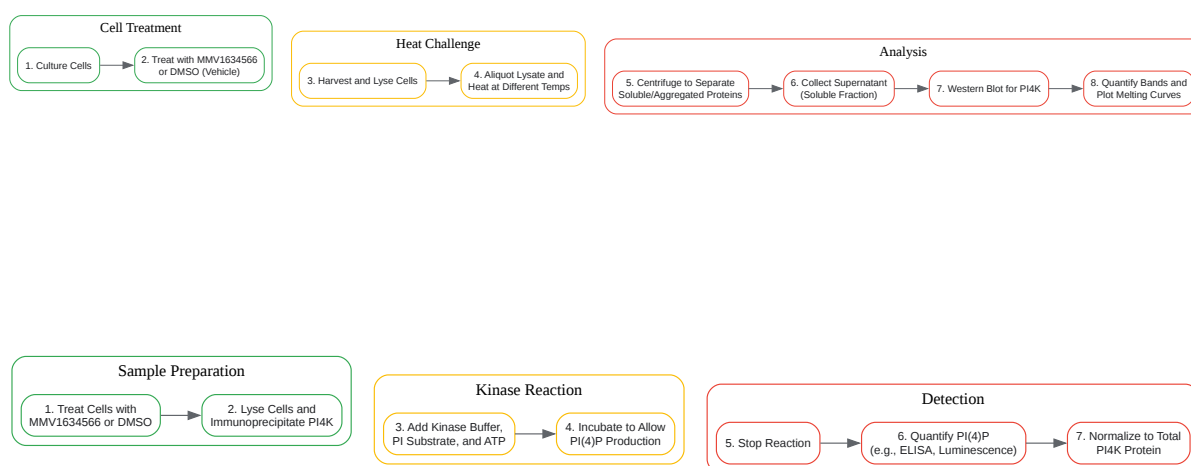 Cell Treatment
1. Culture Cells
2. Treat with MMV1634566
or DMSO (Vehicle)
Heat Challenge
3. Harvest and Lyse Cells
4. Aliquot Lysate and
Heat at Different Temps
Analysis
5. Centrifuge to Separate
Soluble/Aggregated Proteins
6. Collect Supernatant
(Soluble Fraction)
7. Western Blot for PI4K
8. Quantify Bands and
Plot Melting Curves
Sample Preparation
1. Treat Cells with
MMV1634566 or DMSO
2. Lyse Cells and
Immunoprecipitate PI4K
Kinase Reaction
3. Add Kinase Buffer,
PI Substrate, and ATP
4. Incubate to Allow
PI(4)P Production
Detection
5. Stop Reaction
6. Quantify PI(4)P
(e.g., ELISA, Luminescence)
7. Normalize to Total
PI4K Protein